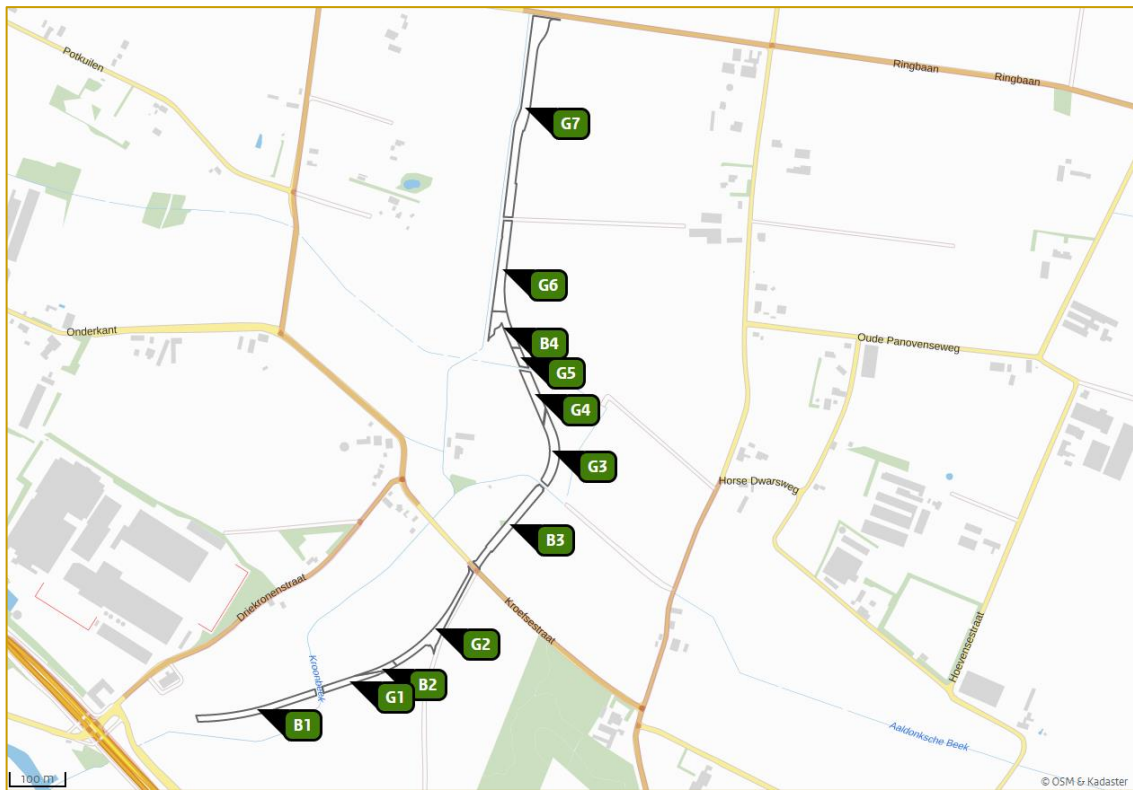 Potkuilen
Ringbaan
Ringbaan
G7
G6
Onderkant
B4
Oude Panovenseweg
G5
G4
G3
Horse Dwarsweg
B3
Driekronenstraat
Kroefsestraat
G2
Hoevensestraat
Kroonbeek
B2
G1
B1
Aaldonksche Beek
100 m
© OSM & Kadaster